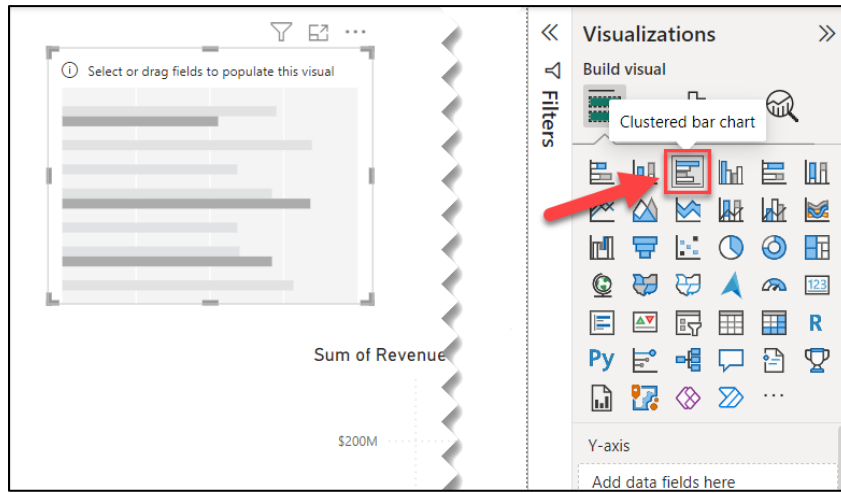 Select or drag fields to populate this visual
Sum of Revenue
$200M
Filters
Visualizations
Build visual
Clustered bar chart
123
R
Py
Y-axis
Add data fields here